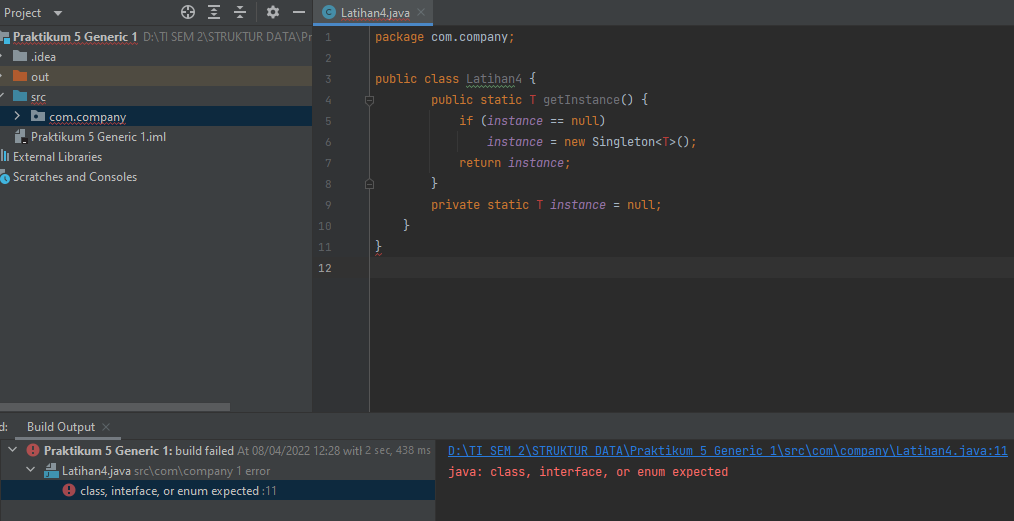 Project
Praktikum 5 Generic 1 D:\TI SEM 2\STRUKTUR DATA\Pr
.idea
out
src
com.company
Praktikum 5 Generic 1.iml
External Libraries
Scratches and Consoles
Latihan4.java
1 package com.company;
2
3 public class Latihan4 {
4 public static T getInstance() {
5 if (instance == null)
6 instance = new Singleton<T>();
7 return instance;
8 }
9 private static T instance = null;
10 }
11 }
12
d: Build Output
Praktikum 5 Generic 1: build failed At 08/04/2022 12:28 witl 2 sec, 438 ms
Latihan4.java src\com\company 1 error
class, interface, or enum expected :11
D:\TI SEM 2\STRUKTUR DATA\Praktikum 5 Generic 1\src\com\company\Latihan4.java:11
java: class, interface, or enum expected